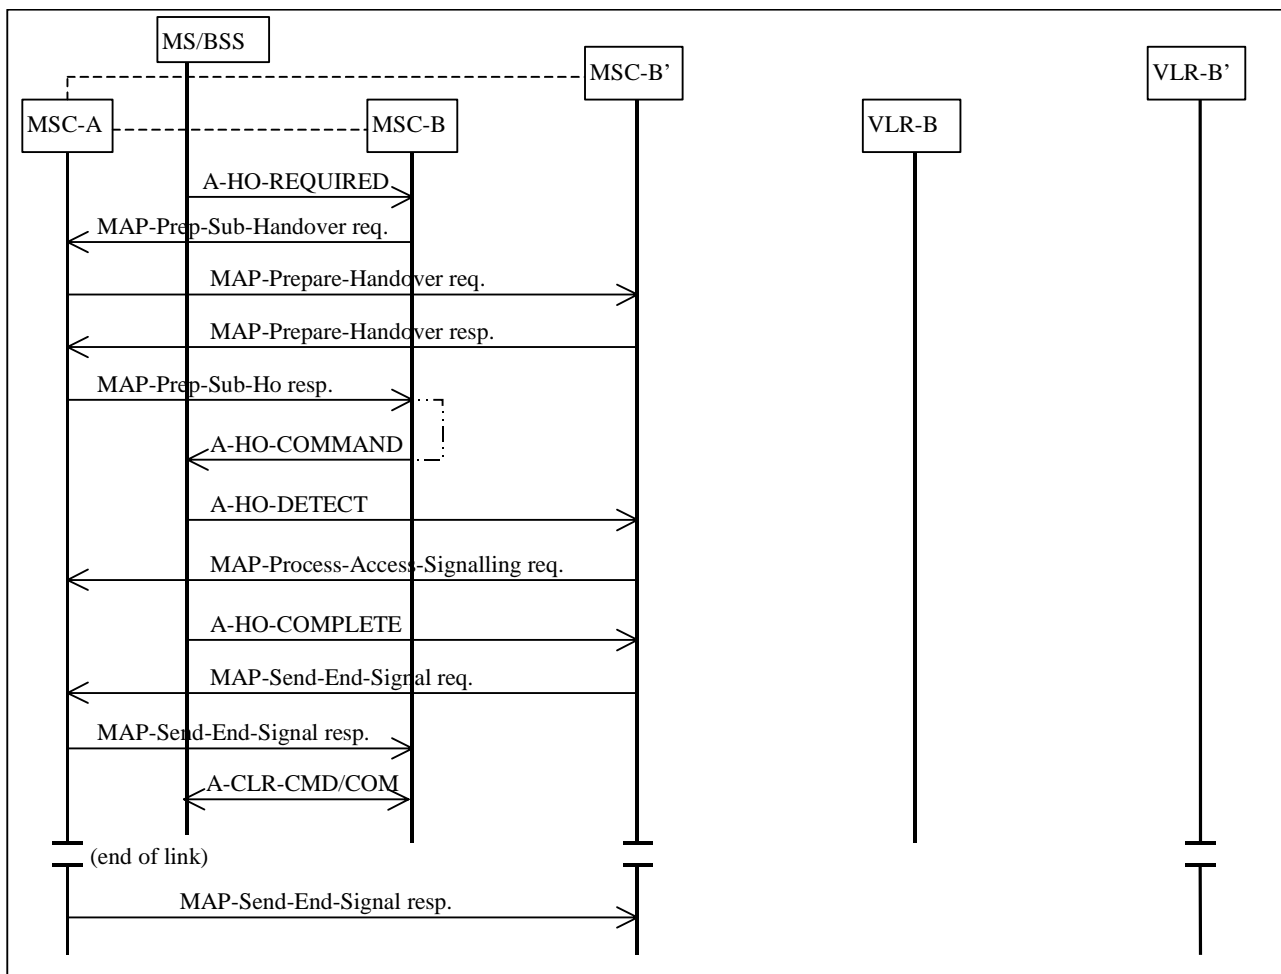 MS/BSS
MSC-B’
VLR-B’
MSC-A
MSC-B
VLR-B
A-HO-REQUIRED
MAP-Prep-Sub-Handover req.
MAP-Prepare-Handover req.
MAP-Prepare-Handover resp.
MAP-Prep-Sub-Ho resp.
A-HO-COMMAND
A-HO-DETECT
MAP-Process-Access-Signalling req.
A-HO-COMPLETE
MAP-Send-End-Signal req.
MAP-Send-End-Signal resp.
A-CLR-CMD/COM
(end of link)
MAP-Send-End-Signal resp.